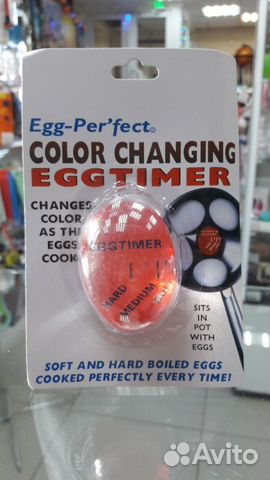 Egg-Per'fect©
COLOR CHANGING
EGGTIMER
CHANGES
COLOR
AS THE
EGGS
COOK
EGGTIMER
HARD
MEDIUM
SITS
IN
POT
WITH
EGGS
SOFT AND HARD BOILED EGGS
COOKED PERFECTLY EVERY TIME!
Avito